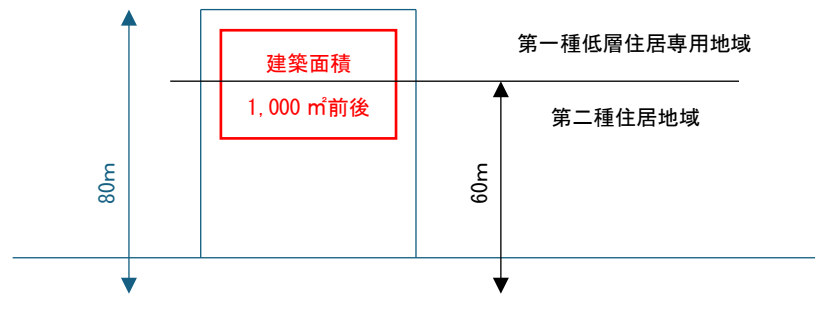 第一種低層住居専用地域
建築面積
1,000 ㎡前後
第二種住居地域
80m
60m